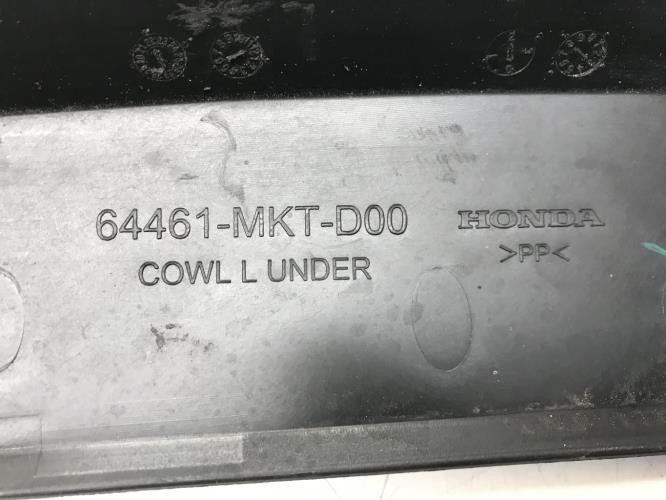 64461-MKT-D00 HONDA
COWL L UNDER >PP<